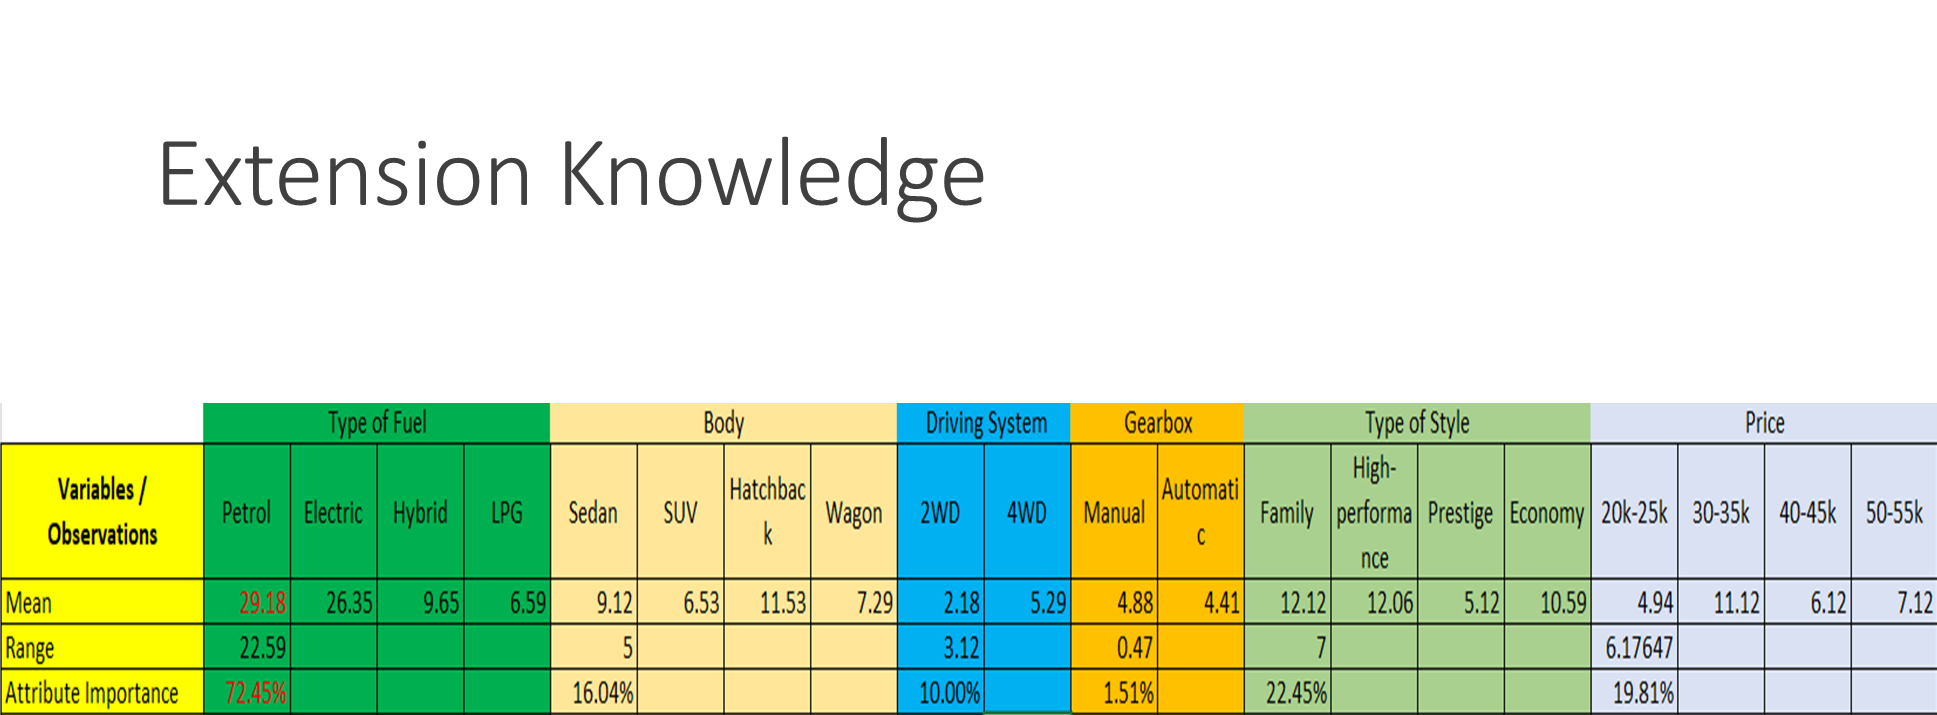 Extension Knowledge
Type of Fuel Body Driving System Gearbox Type of Style Price
Variables /
Observations
Petrol Electric Hybrid LPG Sedan SUV Hatchbac
k Wagon 2WD 4WD Manual Automati
c Family High-
performa
nce Prestige Economy 20k-25k 30-35k 40-45k 50-55k
Mean 29.18 26.35 9.65 6.59 9.12 6.53 11.53 7.29 2.18 5.29 4.88 4.41 12.12 12.06 5.12 10.59 4.94 11.12 6.12 7.12
Range 22.59 5 3.12 0.47 7 6.17647
Attribute Importance 72.45% 16.04% 10.00% 1.51% 22.45% 19.81%